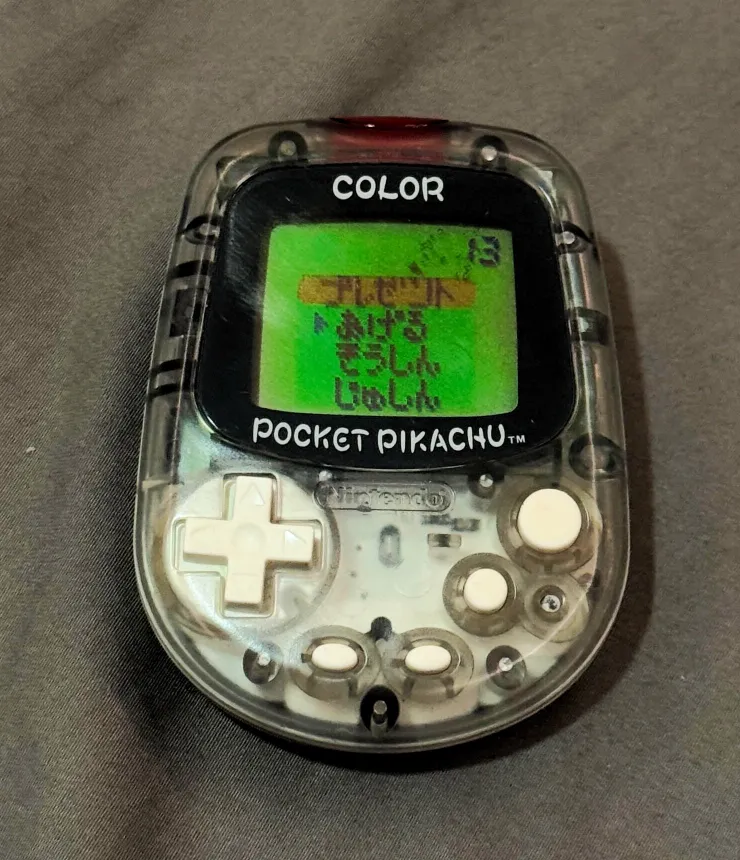 COLOR
13
プレゼント
あげる
そうしん
じゅしん
POCKET PIKACHU™
Nintendo